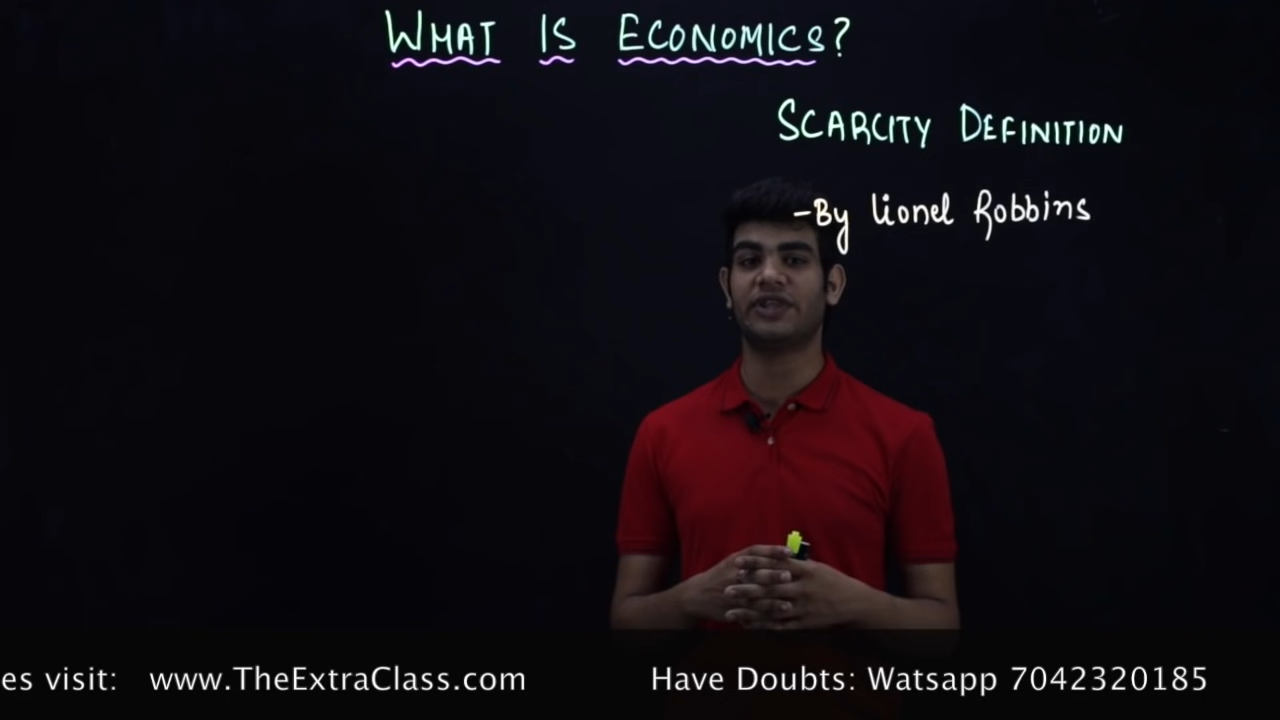 WHAT IS ECONOMICS?
SCARCITY DEFINITION
-By Lionel Robbins
es visit: www.TheExtraClass.com Have Doubts: Watsapp 7042320185